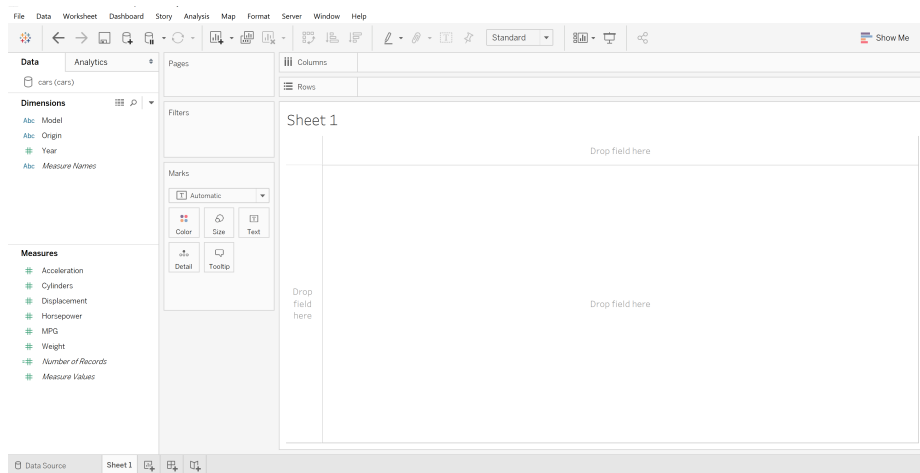 File Data Worksheet Dashboard Story Analysis Map Format Server Window Help
Standard
Show Me
Data Analytics
cars (cars)
Dimensions
Abc Model
Abc Origin
# Year
Abc Measure Names
Measures
# Acceleration
# Cylinders
# Displacement
# Horsepower
# MPG
# Weight
=# Number of Records
# Measure Values
Pages
Filters
Marks
T Automatic
Color Size Text
Detail Tooltip
Columns
Rows
Sheet 1
Drop field here
Drop
field
here
Drop field here
Data Source Sheet 1